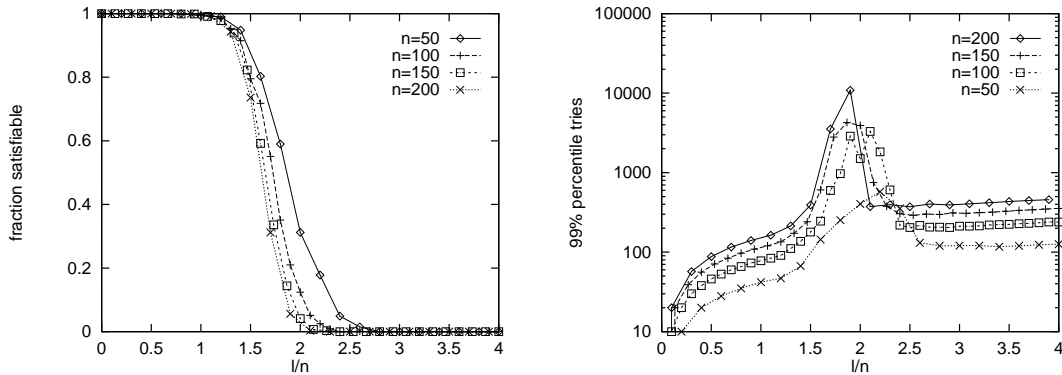 1
0.8
0.6
0.4
0.2
0
fraction satisfiable
n=50
n=100
n=150
n=200
0 0.5 1 1.5 2 2.5 3 3.5 4
l/n
100000
10000
1000
100
10
99% percentile tries
n=200
n=150
n=100
n=50
0 0.5 1 1.5 2 2.5 3 3.5 4
l/n